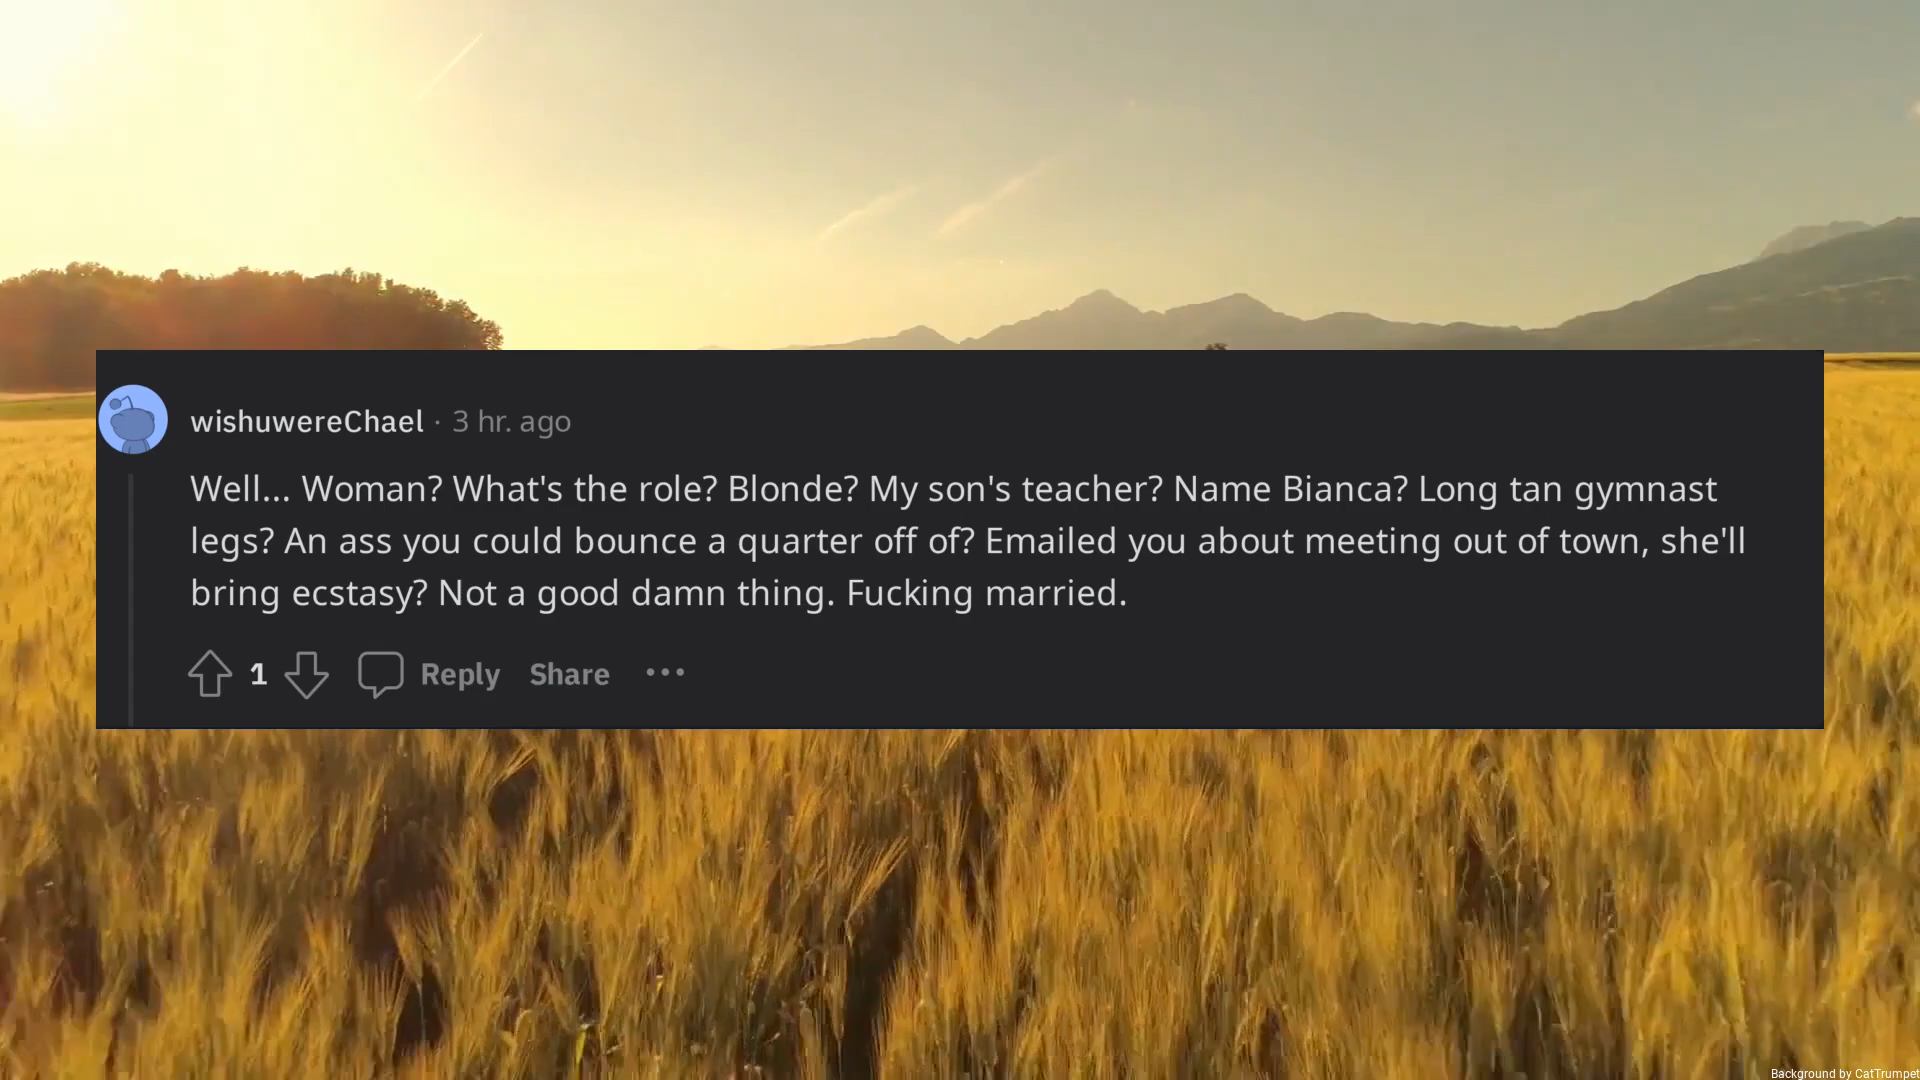 wishuwereChael · 3 hr. ago
Well... Woman? What's the role? Blonde? My son's teacher? Name Bianca? Long tan gymnast
legs? An ass you could bounce a quarter off of? Emailed you about meeting out of town, she'll
bring ecstasy? Not a good damn thing. Fucking married.
1 Reply Share ···
Background by CatTrumpet